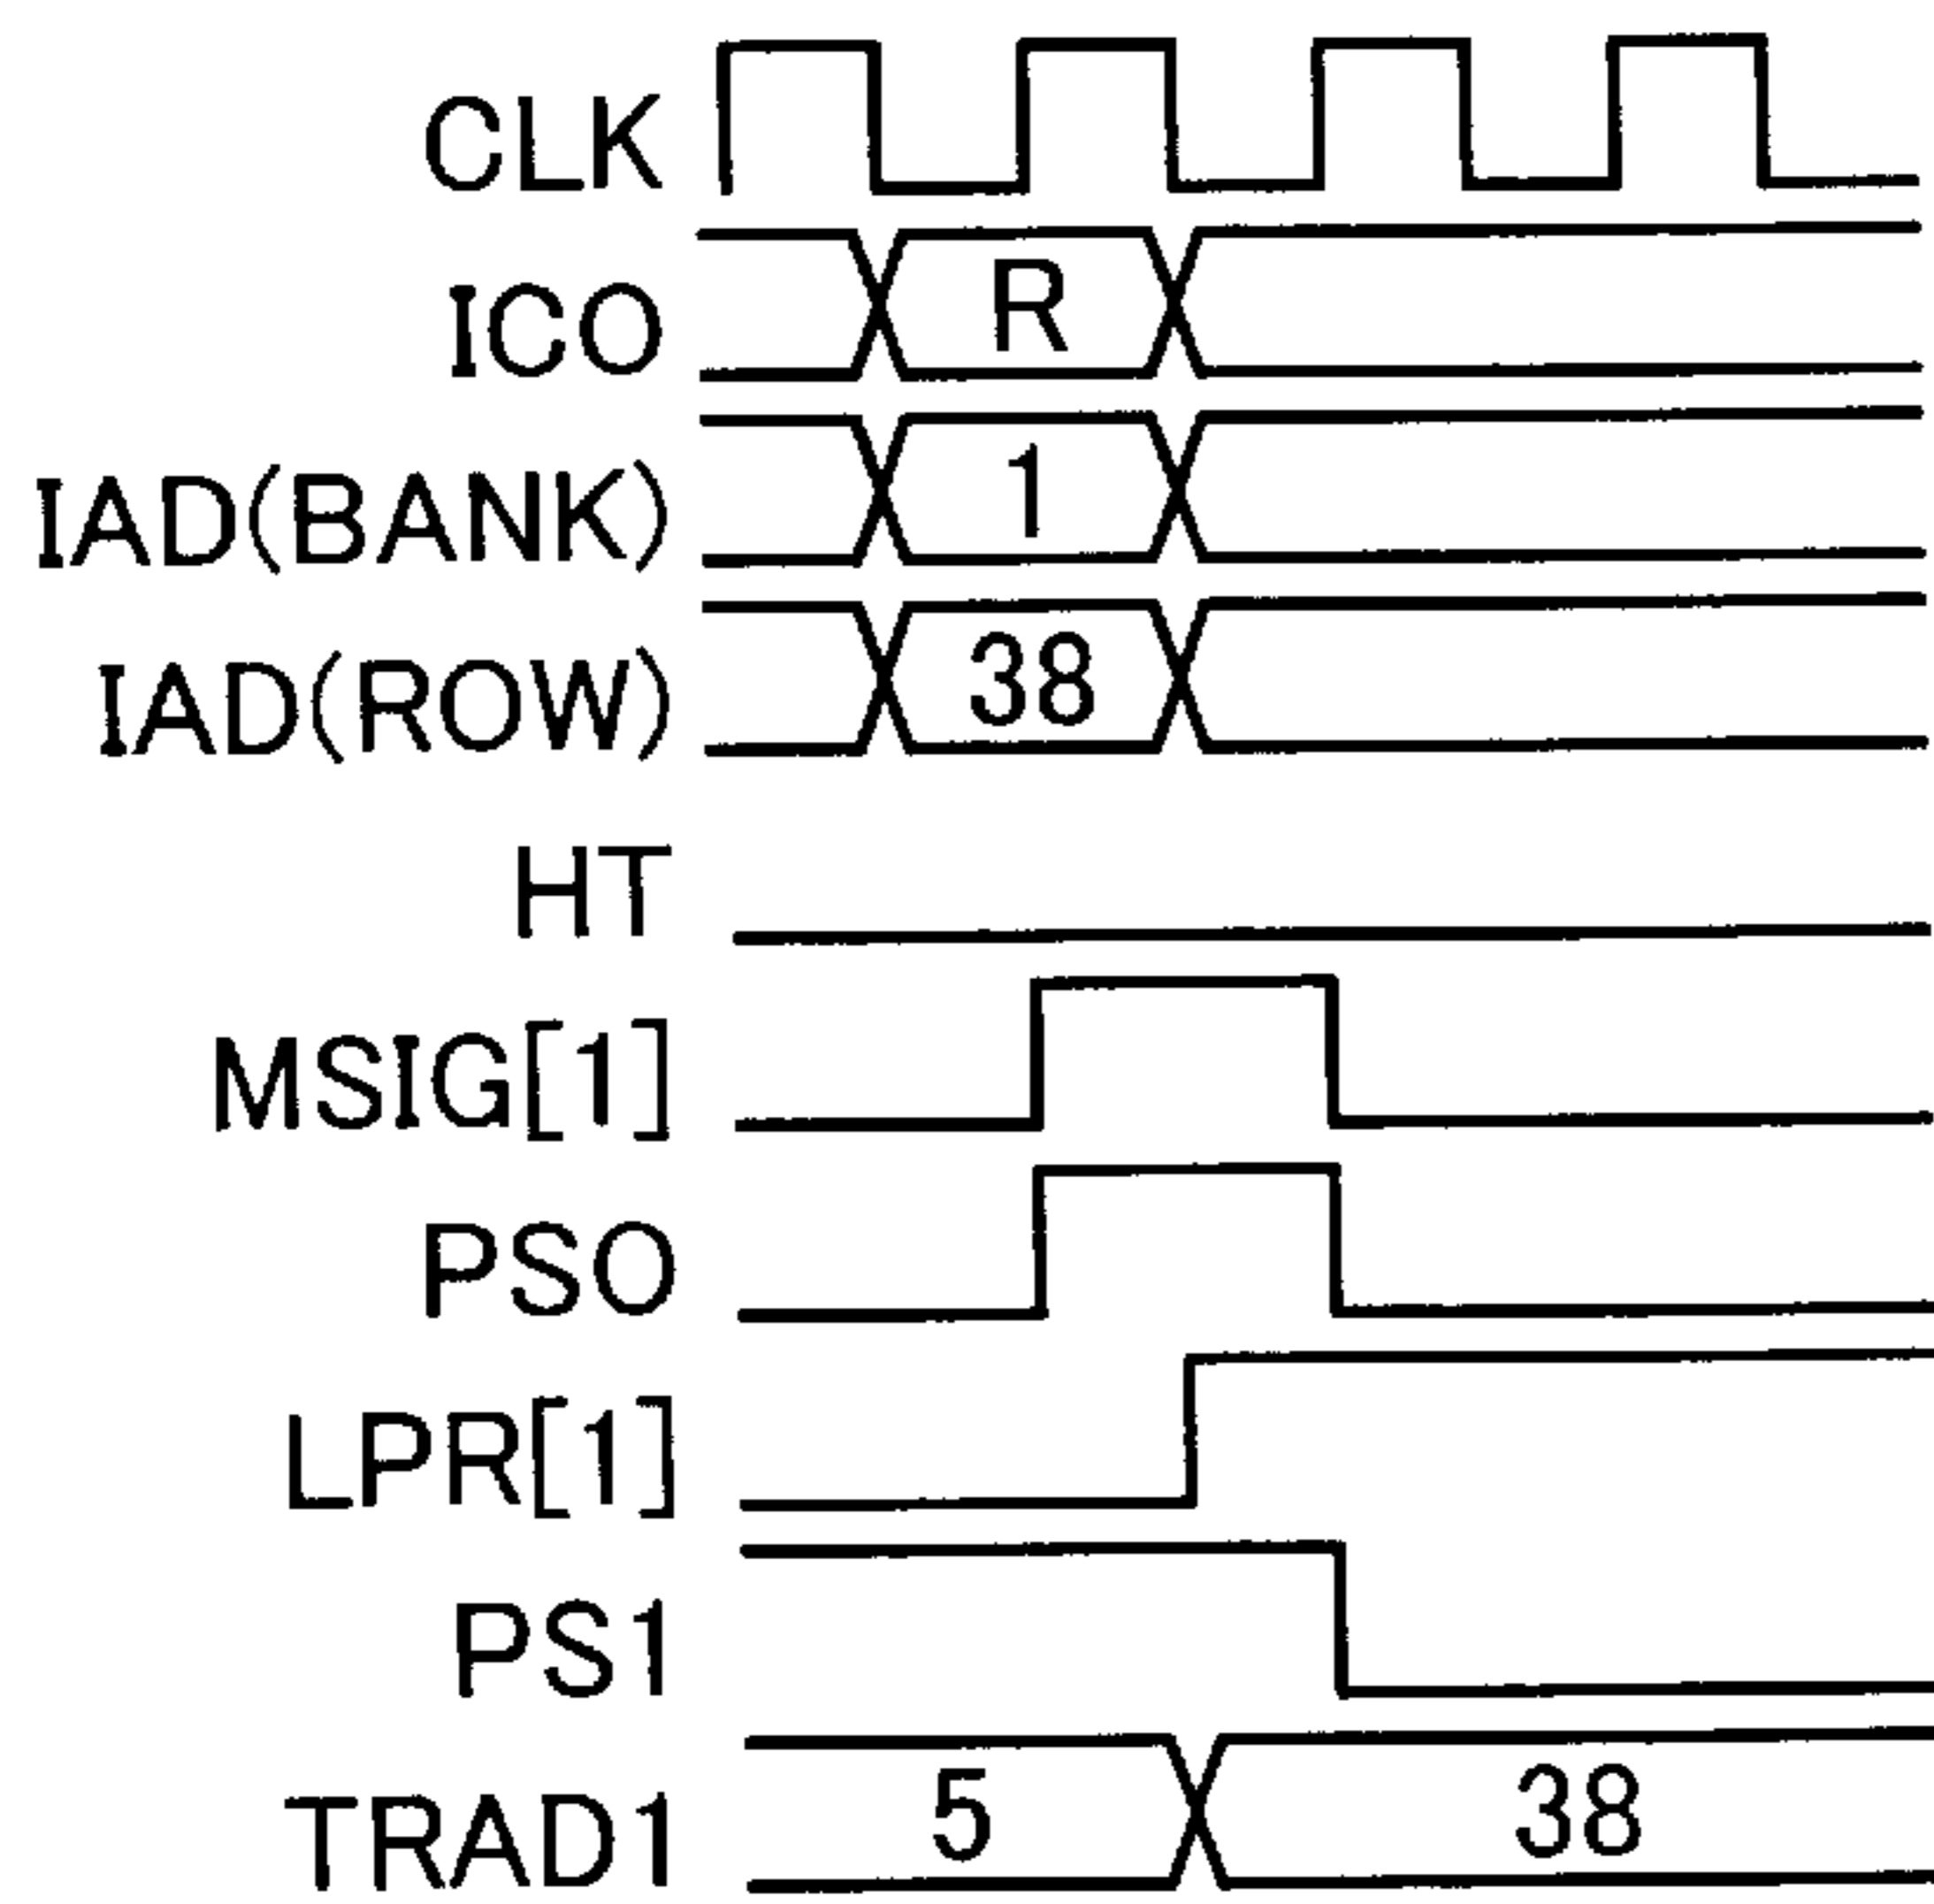 CLK
ICO R
IAD(BANK) 1
IAD(ROW) 38
HT
MSIG[1]
PSO
LPR[1]
PS1
TRAD1 5 38